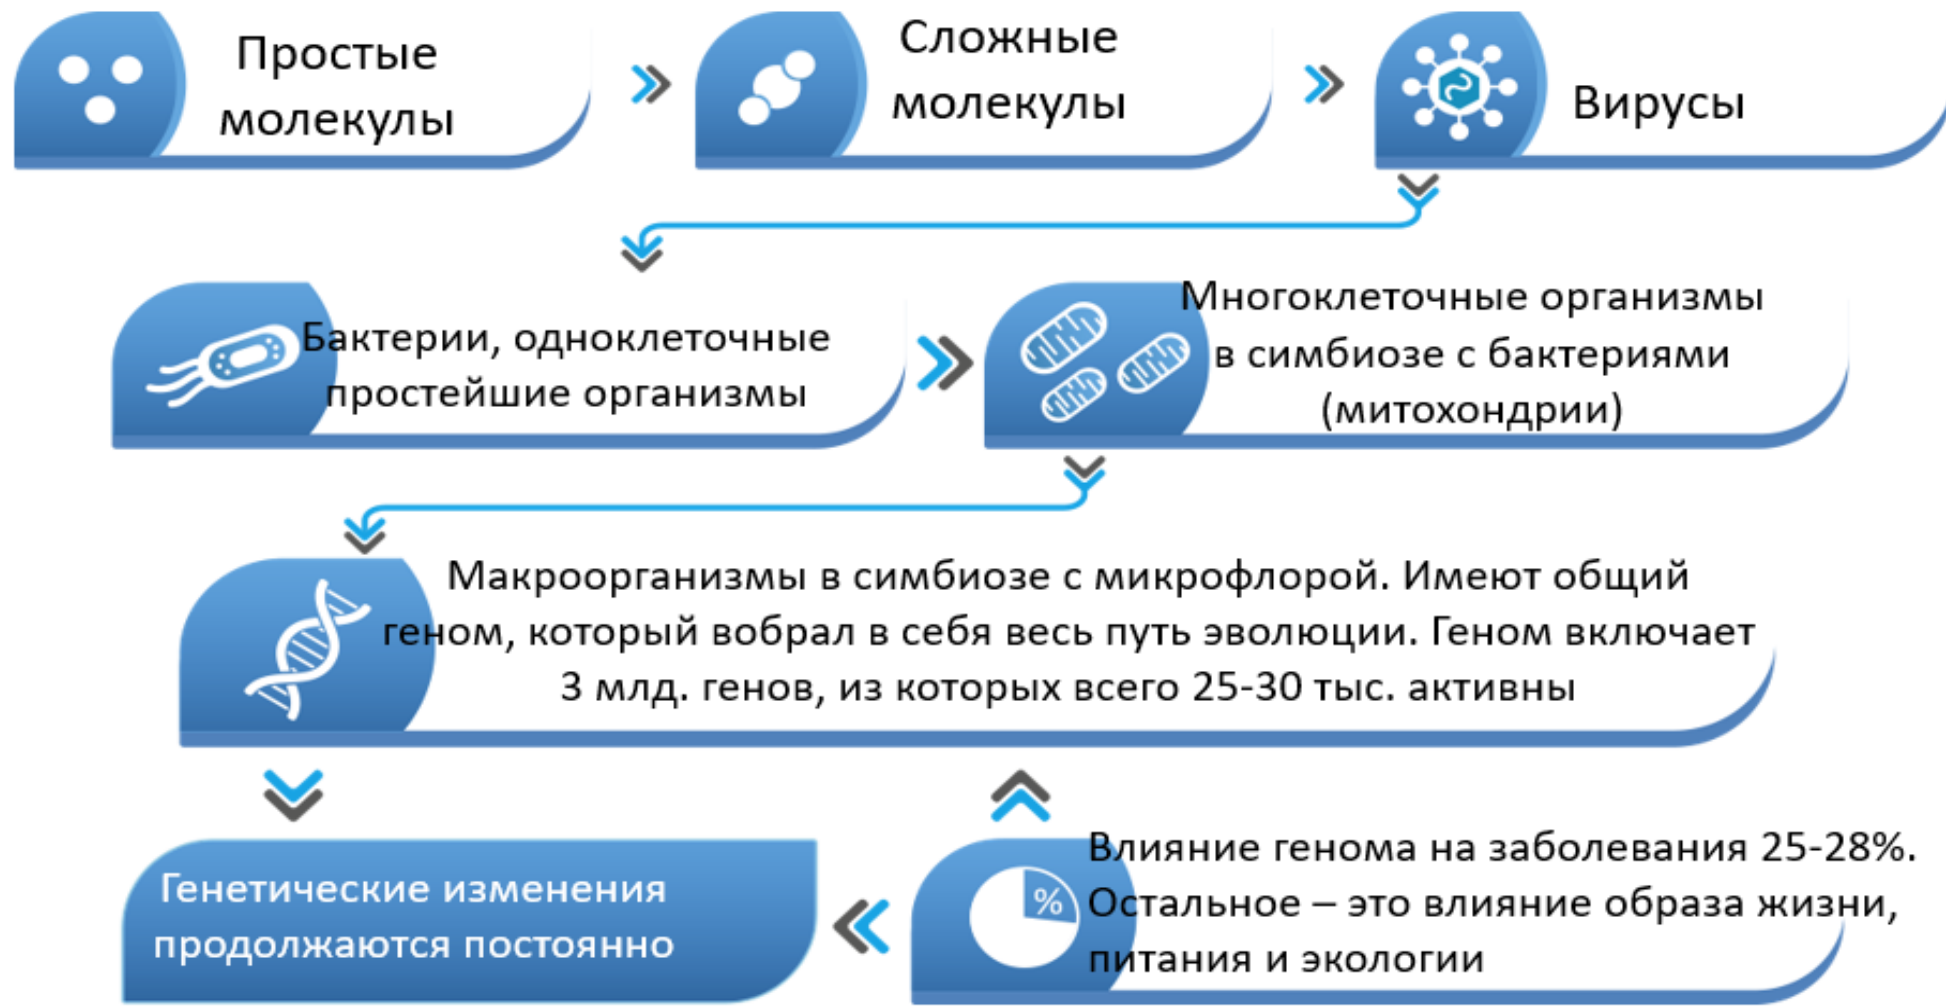 Простые
молекулы
Сложные
молекулы
Вирусы
Бактерии, одноклеточные
простейшие организмы
Многоклеточные организмы
в симбиозе с бактериями
(митохондрии)
Макроорганизмы в симбиозе с микрофлорой. Имеют общий
геном, который вобрал в себя весь путь эволюции. Геном включает
3 млд. генов, из которых всего 25-30 тыс. активны
Генетические изменения
продолжаются постоянно
%
Влияние генома на заболевания 25-28%.
Остальное – это влияние образа жизни,
питания и экологии